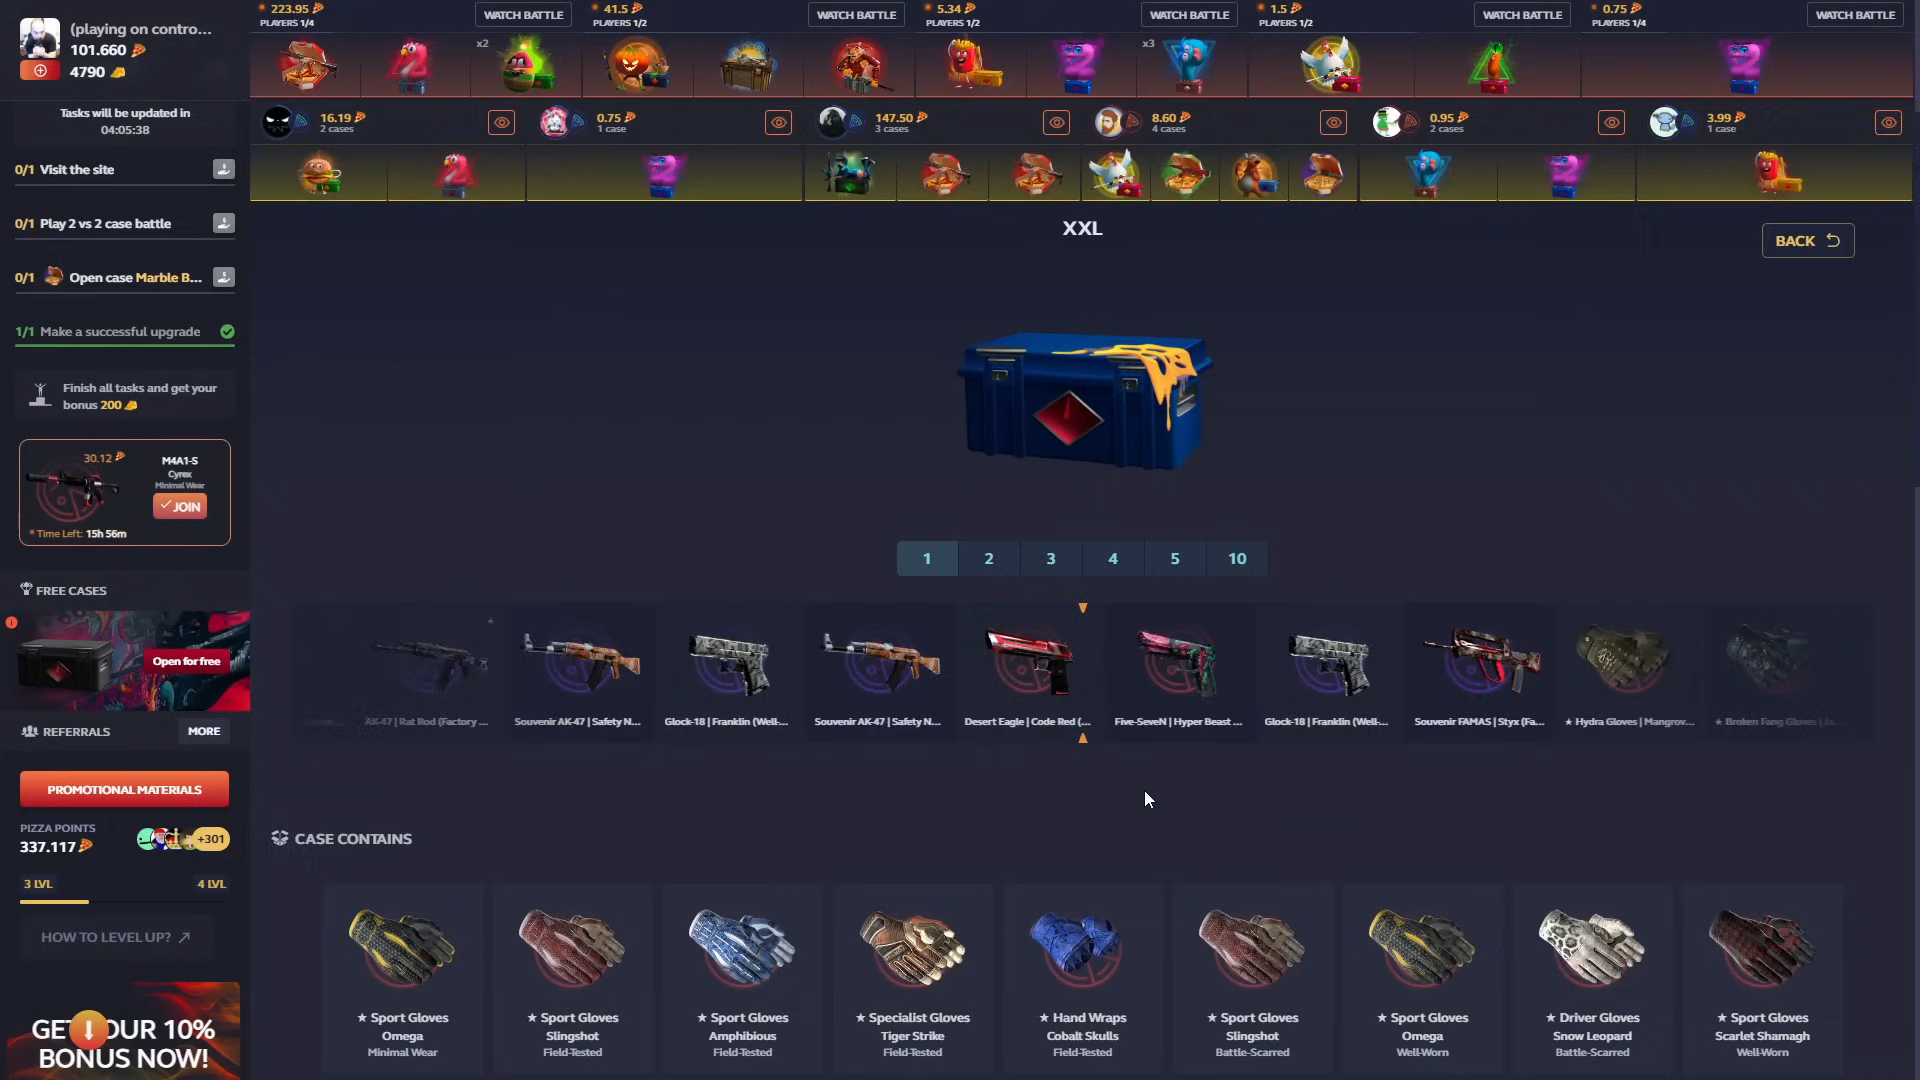 (playing on contro...
101.660
4790
Tasks will be updated in
04:05:38
0/1 Visit the site
0/1 Play 2 vs 2 case battle
0/1 Open case Marble B...
1/1 Make a successful upgrade
Finish all tasks and get your
bonus 200
30.12
M4A1-S
Cyrex
Minimal Wear
JOIN
Time Left: 15h 56m
FREE CASES
Open for free
REFERRALS
MORE
PROMOTIONAL MATERIALS
PIZZA POINTS
337.117
+301
3 LVL
4 LVL
HOW TO LEVEL UP?
10%
BONUS NOW!
223.95
PLAYERS 1/4
WATCH BATTLE
41.5
PLAYERS 1/2
WATCH BATTLE
5.34
PLAYERS 1/2
WATCH BATTLE
1.5
PLAYERS 1/2
WATCH BATTLE
0.75
PLAYERS 1/4
WATCH BATTLE
x2
x3
16.19
2 cases
0.75
1 case
147.50
3 cases
8.60
4 cases
0.95
2 cases
3.99
1 case
XXL
BACK
1 2 3 4 5 10
AK-47 | Rat Rod (Factory ...
Souvenir AK-47 | Safety N...
Glock-18 | Franklin (Well-...
Souvenir AK-47 | Safety N...
Desert Eagle | Code Red (...
Five-SeveN | Hyper Beast ...
Glock-18 | Franklin (Well-...
Souvenir FAMAS | Styx (Fa...
★ Hydra Gloves | Mangrov...
★ Broken Fang Gloves |
CASE CONTAINS
★ Sport Gloves
Omega
Minimal Wear
★ Sport Gloves
Slingshot
Field-Tested
★ Sport Gloves
Amphibious
Field-Tested
★ Specialist Gloves
Tiger Strike
Field-Tested
★ Hand Wraps
Cobalt Skulls
Field-Tested
★ Sport Gloves
Slingshot
Battle-Scarred
★ Sport Gloves
Omega
Well-Worn
★ Driver Gloves
Snow Leopard
Battle-Scarred
★ Sport Gloves
Scarlet Shamagh
Well-Worn